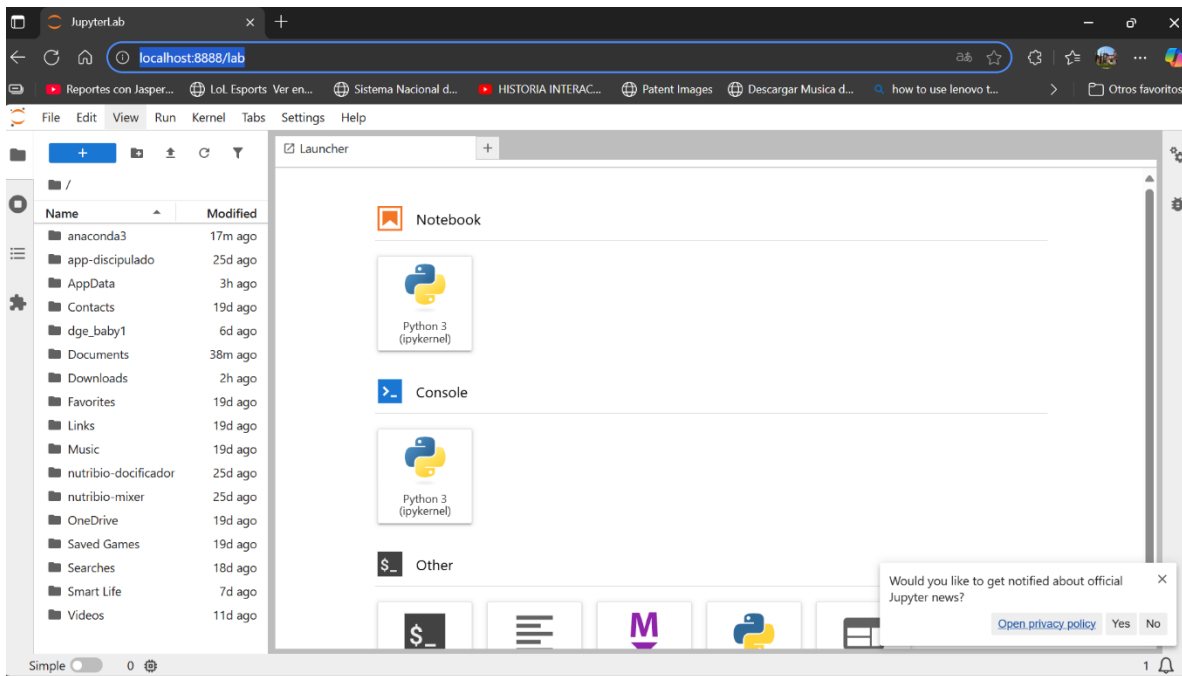 JupyterLab
localhost:8888/lab
Reportes con Jasper... LoL Esports Ver en... Sistema Nacional d... HISTORIA INTERAC... Patent Images Descargar Musica d... how to use lenovo t... Otros favoritos
File Edit View Run Kernel Tabs Settings Help
Launcher
/
Name Modified
anaconda3 17m ago
app-discipulado 25d ago
AppData 3h ago
Contacts 19d ago
dge_baby1 6d ago
Documents 38m ago
Downloads 2h ago
Favorites 19d ago
Links 19d ago
Music 19d ago
nutribio-docificador 25d ago
nutribio-mixer 25d ago
OneDrive 19d ago
Saved Games 19d ago
Searches 18d ago
Smart Life 7d ago
Videos 11d ago
Notebook
Python 3
(ipykernel)
Console
Python 3
(ipykernel)
$_ Other
$_
M
Would you like to get notified about official
Jupyter news?
Open privacy policy Yes No
Simple 0 1